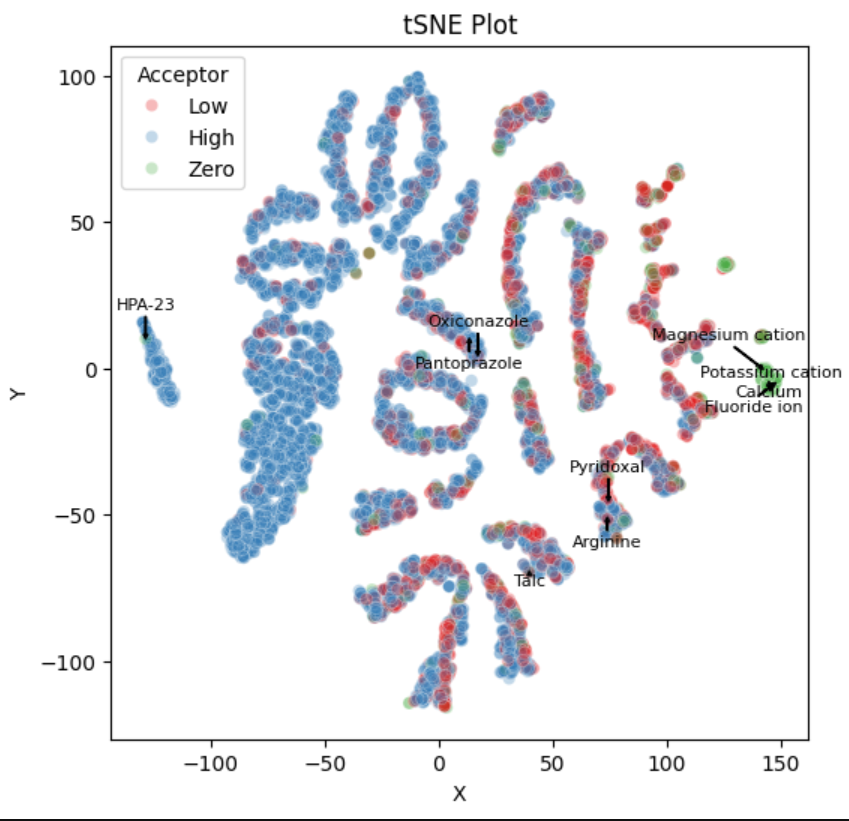 tSNE Plot
Acceptor
Low
High
Zero
100
50
0
−50
−100
Y
HPA-23
Oxiconazole
Pantoprazole
Magnesium cation
Potassium cation
Calcium
Fluoride ion
Pyridoxal
Arginine
Talc
−100
−50
0
50
100
150
X